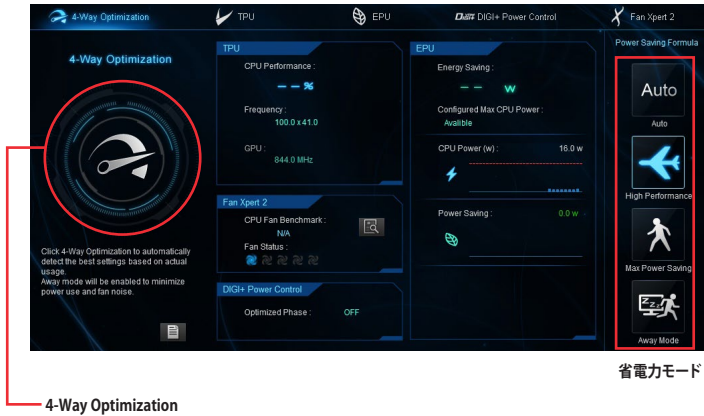 4-Way Optimization
TPU
EPU
DIGI+ DIGI+ Power Control
Fan Xpert 2
4-Way Optimization
Click 4-Way Optimization to automatically
detect the best settings based on actual
usage.
Away mode will be enabled to minimize
power use and fan noise.
TPU
CPU Performance :
– – %
Frequency :
100.0 x 41.0
GPU :
844.0 MHz
Fan Xpert 2
CPU Fan Benchmark :
N/A
Fan Status :
DIGI+ Power Control
Optimized Phase :
OFF
EPU
Energy Saving :
– – w
Configured Max CPU Power :
Avalible
CPU Power (w) :
16.0 w
Power Saving :
0.0 w
Power Saving Formula
Auto
Auto
High Performance
Max Power Saving
Away Mode
省電力モード
4-Way Optimization